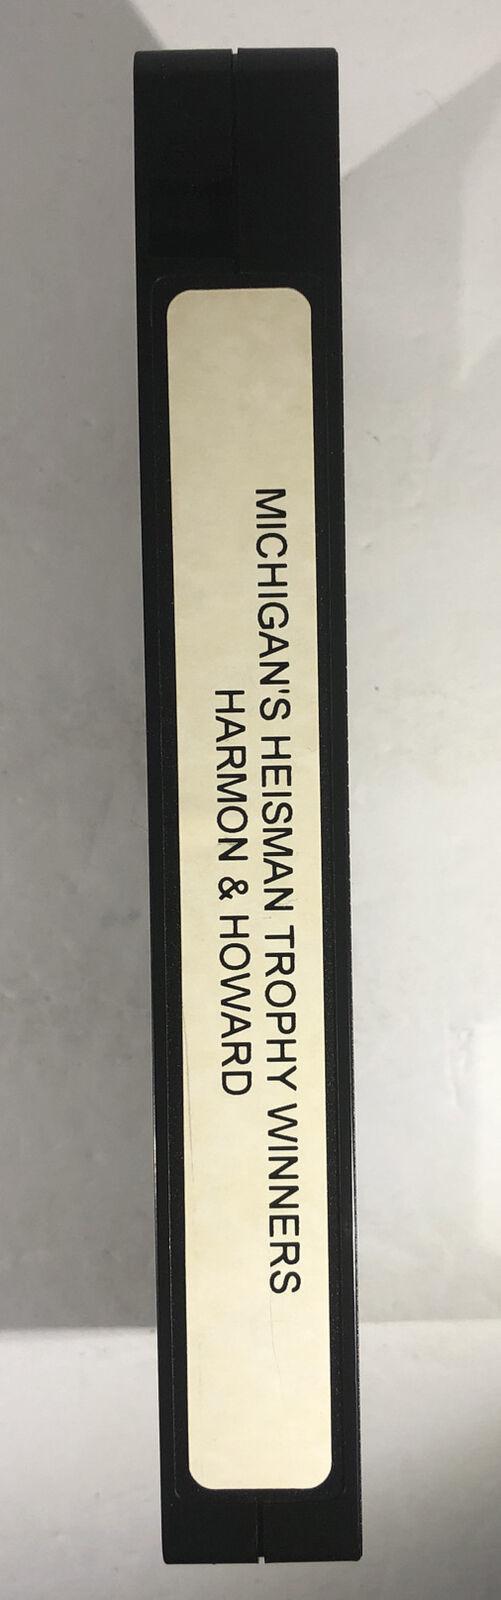 MICHIGAN'S HEISMAN TROPHY WINNERS
HARMON & HOWARD